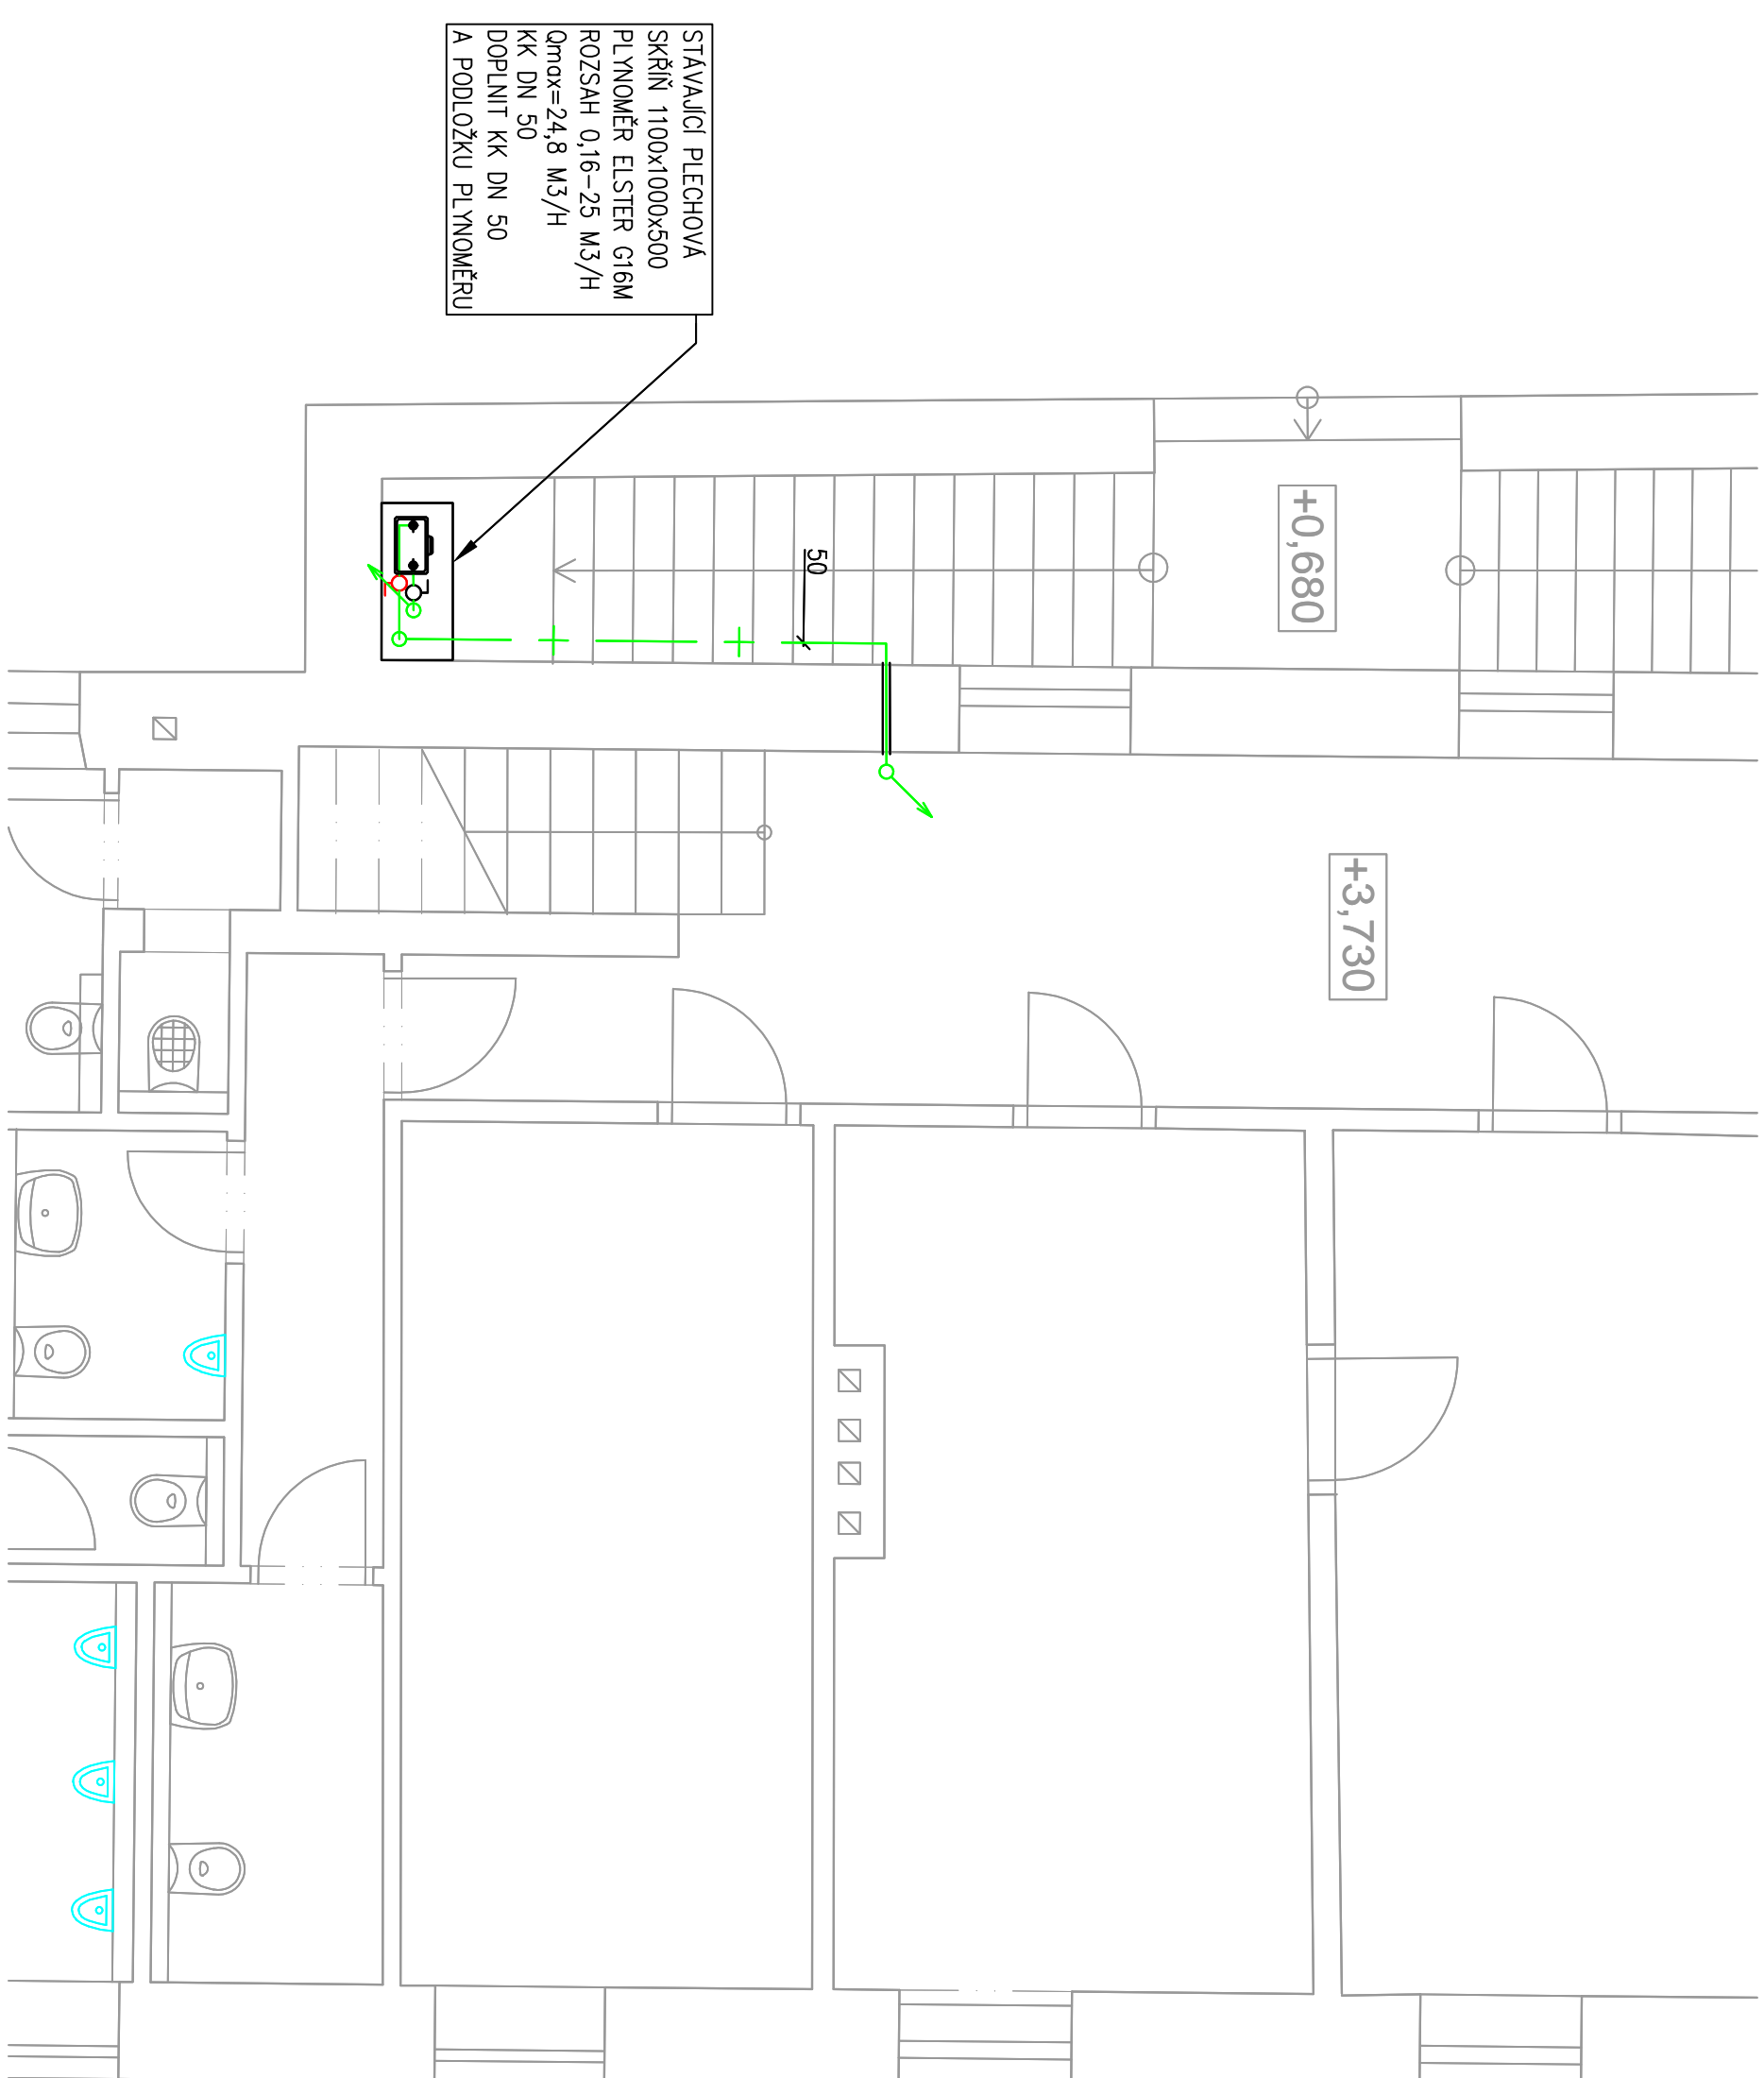 STÁVAJÍCÍ PLECHOVÁ
SKŘÍŇ 1100x1000x500
PLYNOMĚR ELSTER G16M
ROZSAH 0,16-25 M3/H
Qmax=24,8 M3/H
KK DN 50
DOPLNIT KK DN 50
A PODLOŽKU PLYNOMĚRU
50
+0,680
+3,730